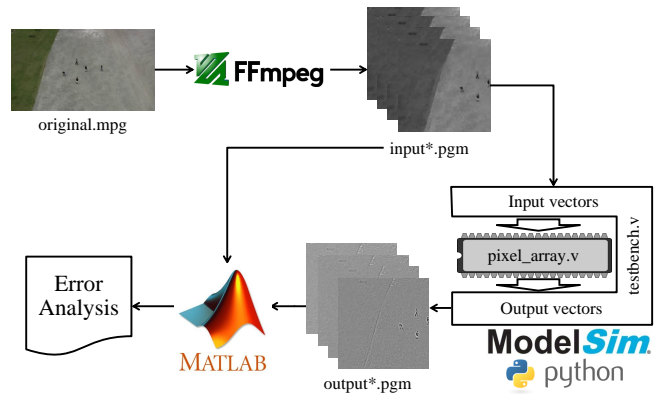 FFmpeg
original.mpg
input*.pgm
Input vectors
pixel_array.v
testbench.v
Output vectors
Error
Analysis
MATLAB
output*.pgm
ModelSim
python